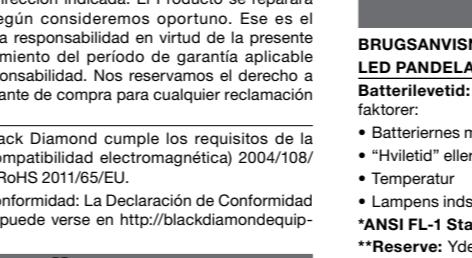 dirección indicada. El Producto se reparará
según consideremos oportuno. Ese es el
a responsabilidad en virtud de la presente
miento del período de garantía aplicable
onsabilidad. Nos reservamos el derecho a
ante de compra para cualquier reclamación
ack Diamond cumple los requisitos de la
ompatibilidad electromagnética) 2004/108/
RoHS 2011/65/EU.
onformidad: La Declaración de Conformidad
puede verse en http://blackdiamondequip-
BRUGSANVISN
LED PANDELA
Batterilevetid:
faktorer:
• Batteriernes m
• "Hviletid" eller
• Temperatur
• Lampens inds
*ANSI FL-1 Sta
**Reserve: Yde